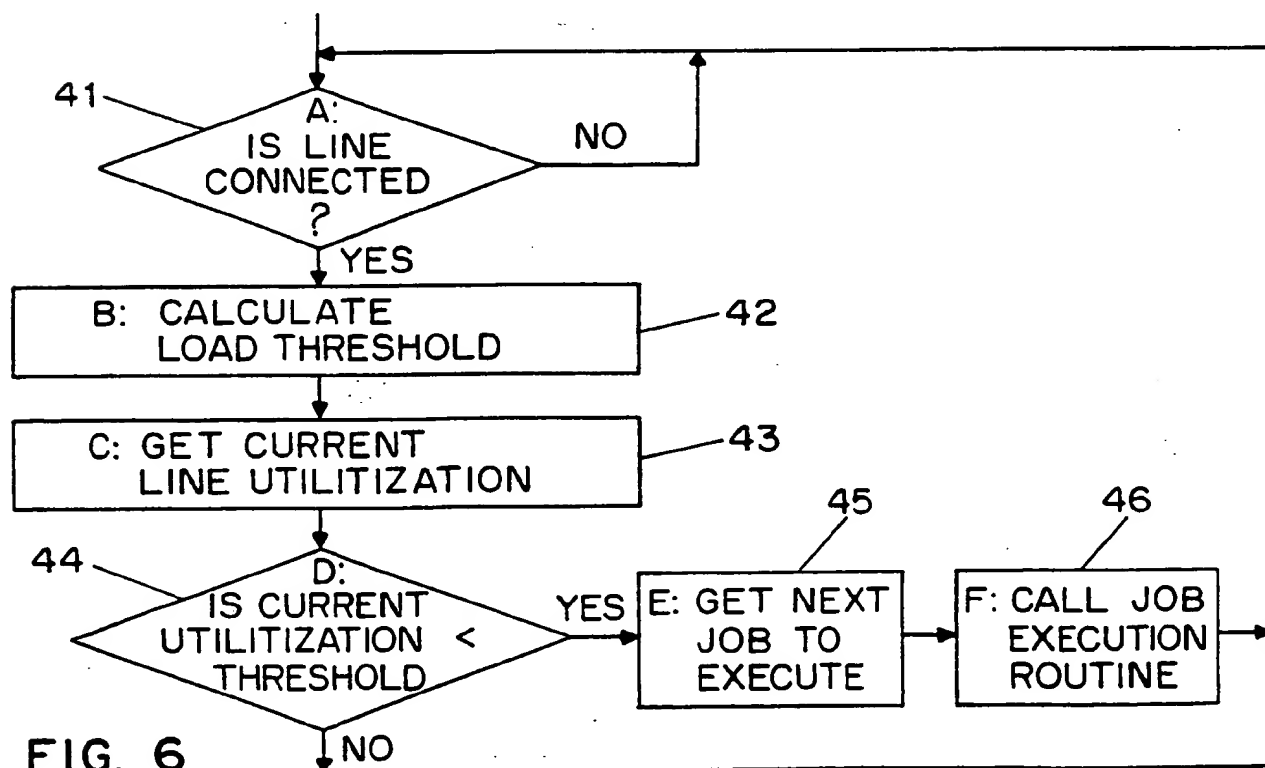 41
A:
IS LINE
CONNECTED
?
NO
YES
B: CALCULATE
LOAD THRESHOLD
42
C: GET CURRENT
LINE UTILITIZATION
43
44
D:
IS CURRENT
UTILITIZATION <
THRESHOLD
YES
45
E: GET NEXT
JOB TO
EXECUTE
46
F: CALL JOB
EXECUTION
ROUTINE
NO
FIG. 6